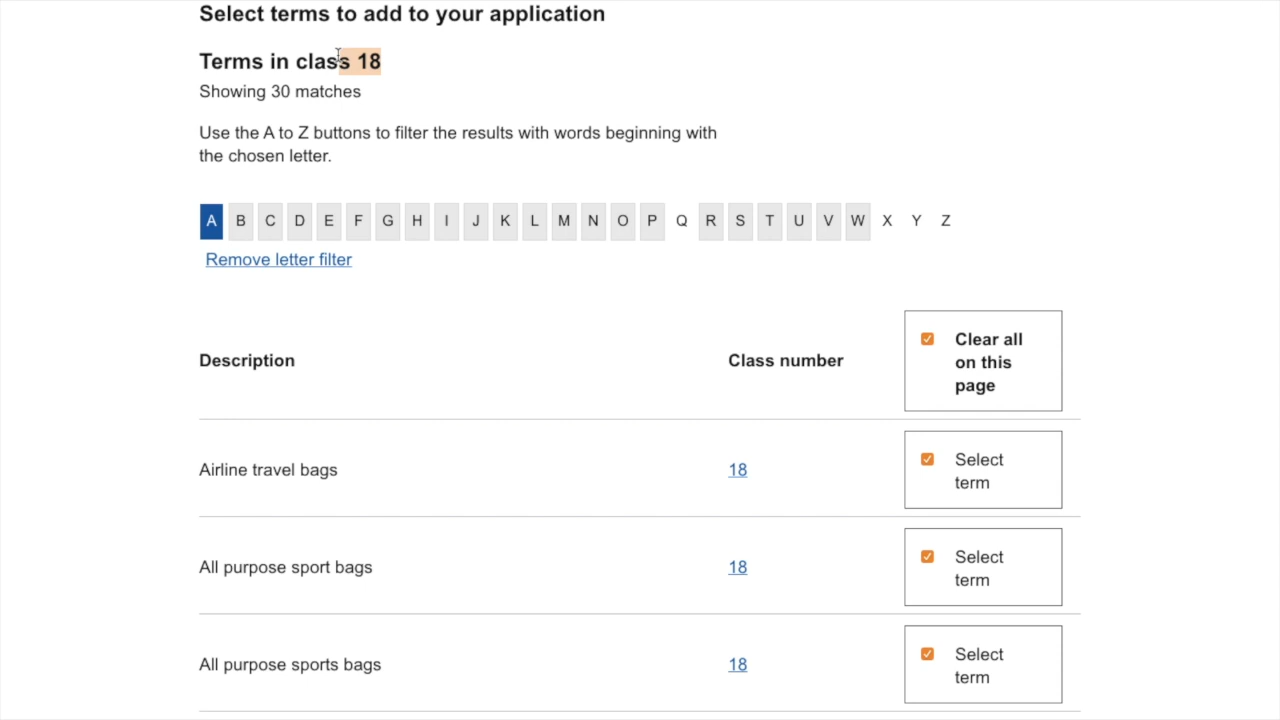 Select terms to add to your application
Terms in class 18
Showing 30 matches
Use the A to Z buttons to filter the results with words beginning with
the chosen letter.
A B C D E F G H I J K L M N O P Q R S T U V W X Y Z
Remove letter filter
Description Class number Clear all
on this
page
Airline travel bags 18 Select
term
All purpose sport bags 18 Select
term
All purpose sports bags 18 Select
term